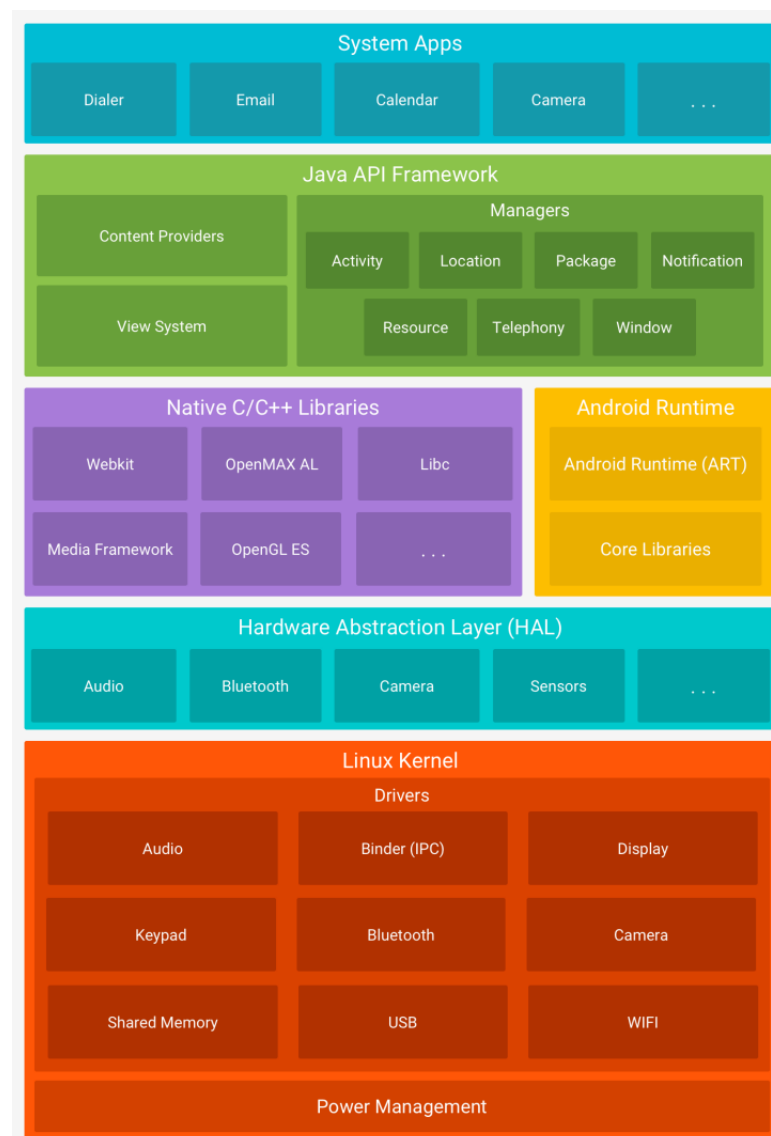 System Apps
Dialer
Email
Calendar
Camera
. . .
Java API Framework
Content Providers
View System
Managers
Activity
Location
Package
Notification
Resource
Telephony
Window
Native C/C++ Libraries
Webkit
OpenMAX AL
Libc
Media Framework
OpenGL ES
. . .
Android Runtime
Android Runtime (ART)
Core Libraries
Hardware Abstraction Layer (HAL)
Audio
Bluetooth
Camera
Sensors
. . .
Linux Kernel
Drivers
Audio
Binder (IPC)
Display
Keypad
Bluetooth
Camera
Shared Memory
USB
WIFI
Power Management